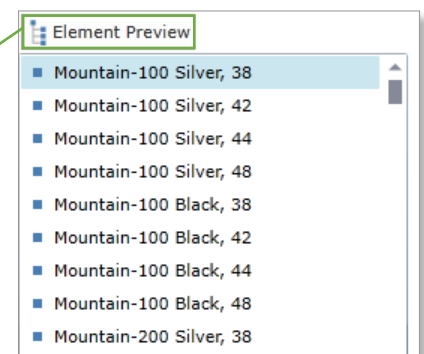 Element Preview
Mountain-100 Silver, 38
Mountain-100 Silver, 42
Mountain-100 Silver, 44
Mountain-100 Silver, 48
Mountain-100 Black, 38
Mountain-100 Black, 42
Mountain-100 Black, 44
Mountain-100 Black, 48
Mountain-200 Silver, 38